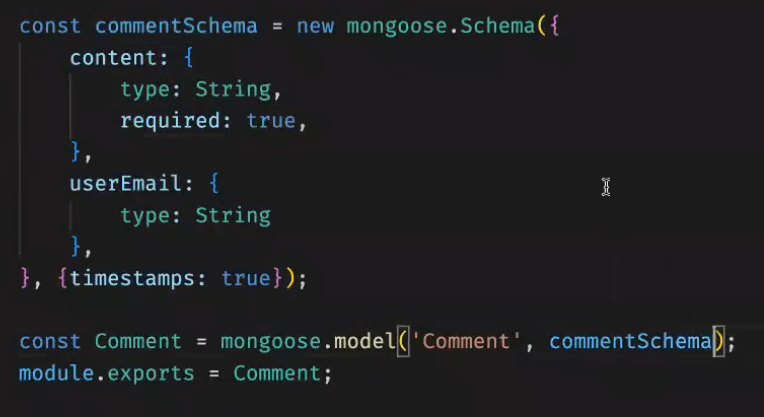 const commentSchema = new mongoose.Schema({
    content: {
        type: String,
        required: true,
    },
    userEmail: {
        type: String
    },
}, {timestamps: true});

const Comment = mongoose.model('Comment', commentSchema);
module.exports = Comment;